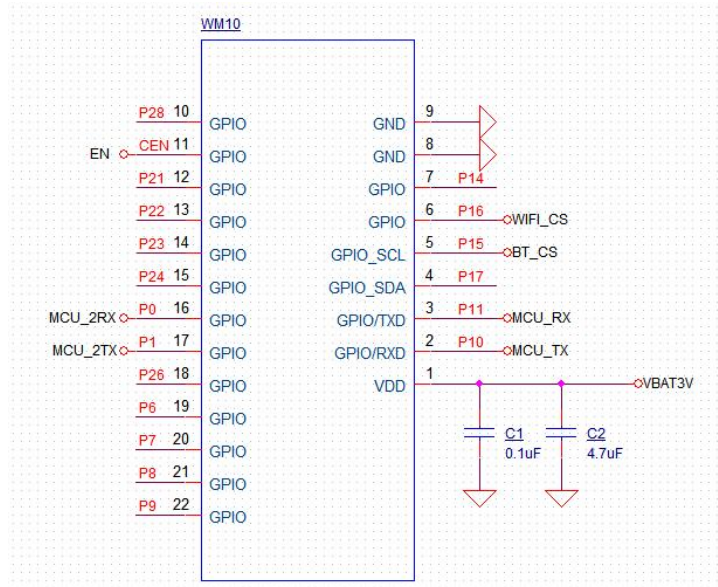 WM10
P28 10 GPIO GND 9
EN CEN 11 GPIO GND 8
P21 12 GPIO GPIO 7 P14
P22 13 GPIO GPIO 6 P16 WIFI_CS
P23 14 GPIO GPIO_SCL 5 P15 BT_CS
P24 15 GPIO GPIO_SDA 4 P17
MCU_2RX P0 16 GPIO GPIO/TXD 3 P11 MCU_RX
MCU_2TX P1 17 GPIO GPIO/RXD 2 P10 MCU_TX
P26 18 GPIO VDD 1 VBAT3V
P6 19 GPIO
P7 20 GPIO
P8 21 GPIO
P9 22 GPIO
C1 C2
0.1uF 4.7uF